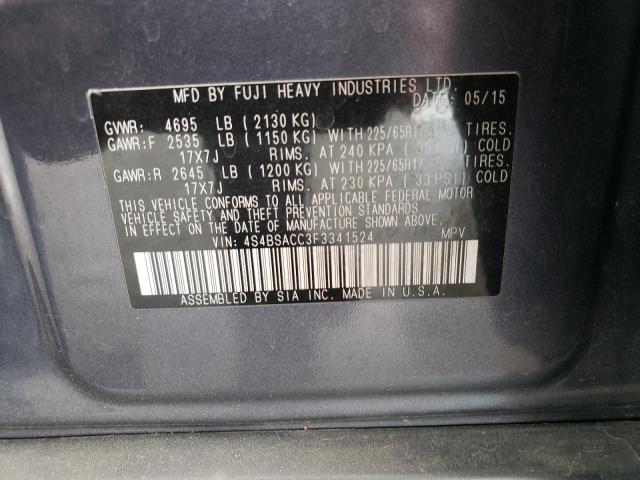 MFD BY FUJI HEAVY INDUSTRIES LTD.
DATE: 05/15
GVWR: 4695 LB (2130 KG)
GAWR:F 2535 LB (1150 KG) WITH 225/65R17 TIRES.
17X7J RIMS. AT 240 KPA (35 PSI) COLD
GAWR:R 2645 LB (1200 KG) WITH 225/65R17 TIRES.
17X7J RIMS. AT 230 KPA (33 PSI) COLD
THIS VEHICLE CONFORMS TO ALL APPLICABLE FEDERAL MOTOR
VEHICLE SAFETY AND THEFT PREVENTION STANDARDS
IN EFFECT ON THE DATE OF MANUFACTURE SHOWN ABOVE.
VIN: 4S4BSACC3F3341524 MPV
ASSEMBLED BY SIA INC. MADE IN U.S.A.